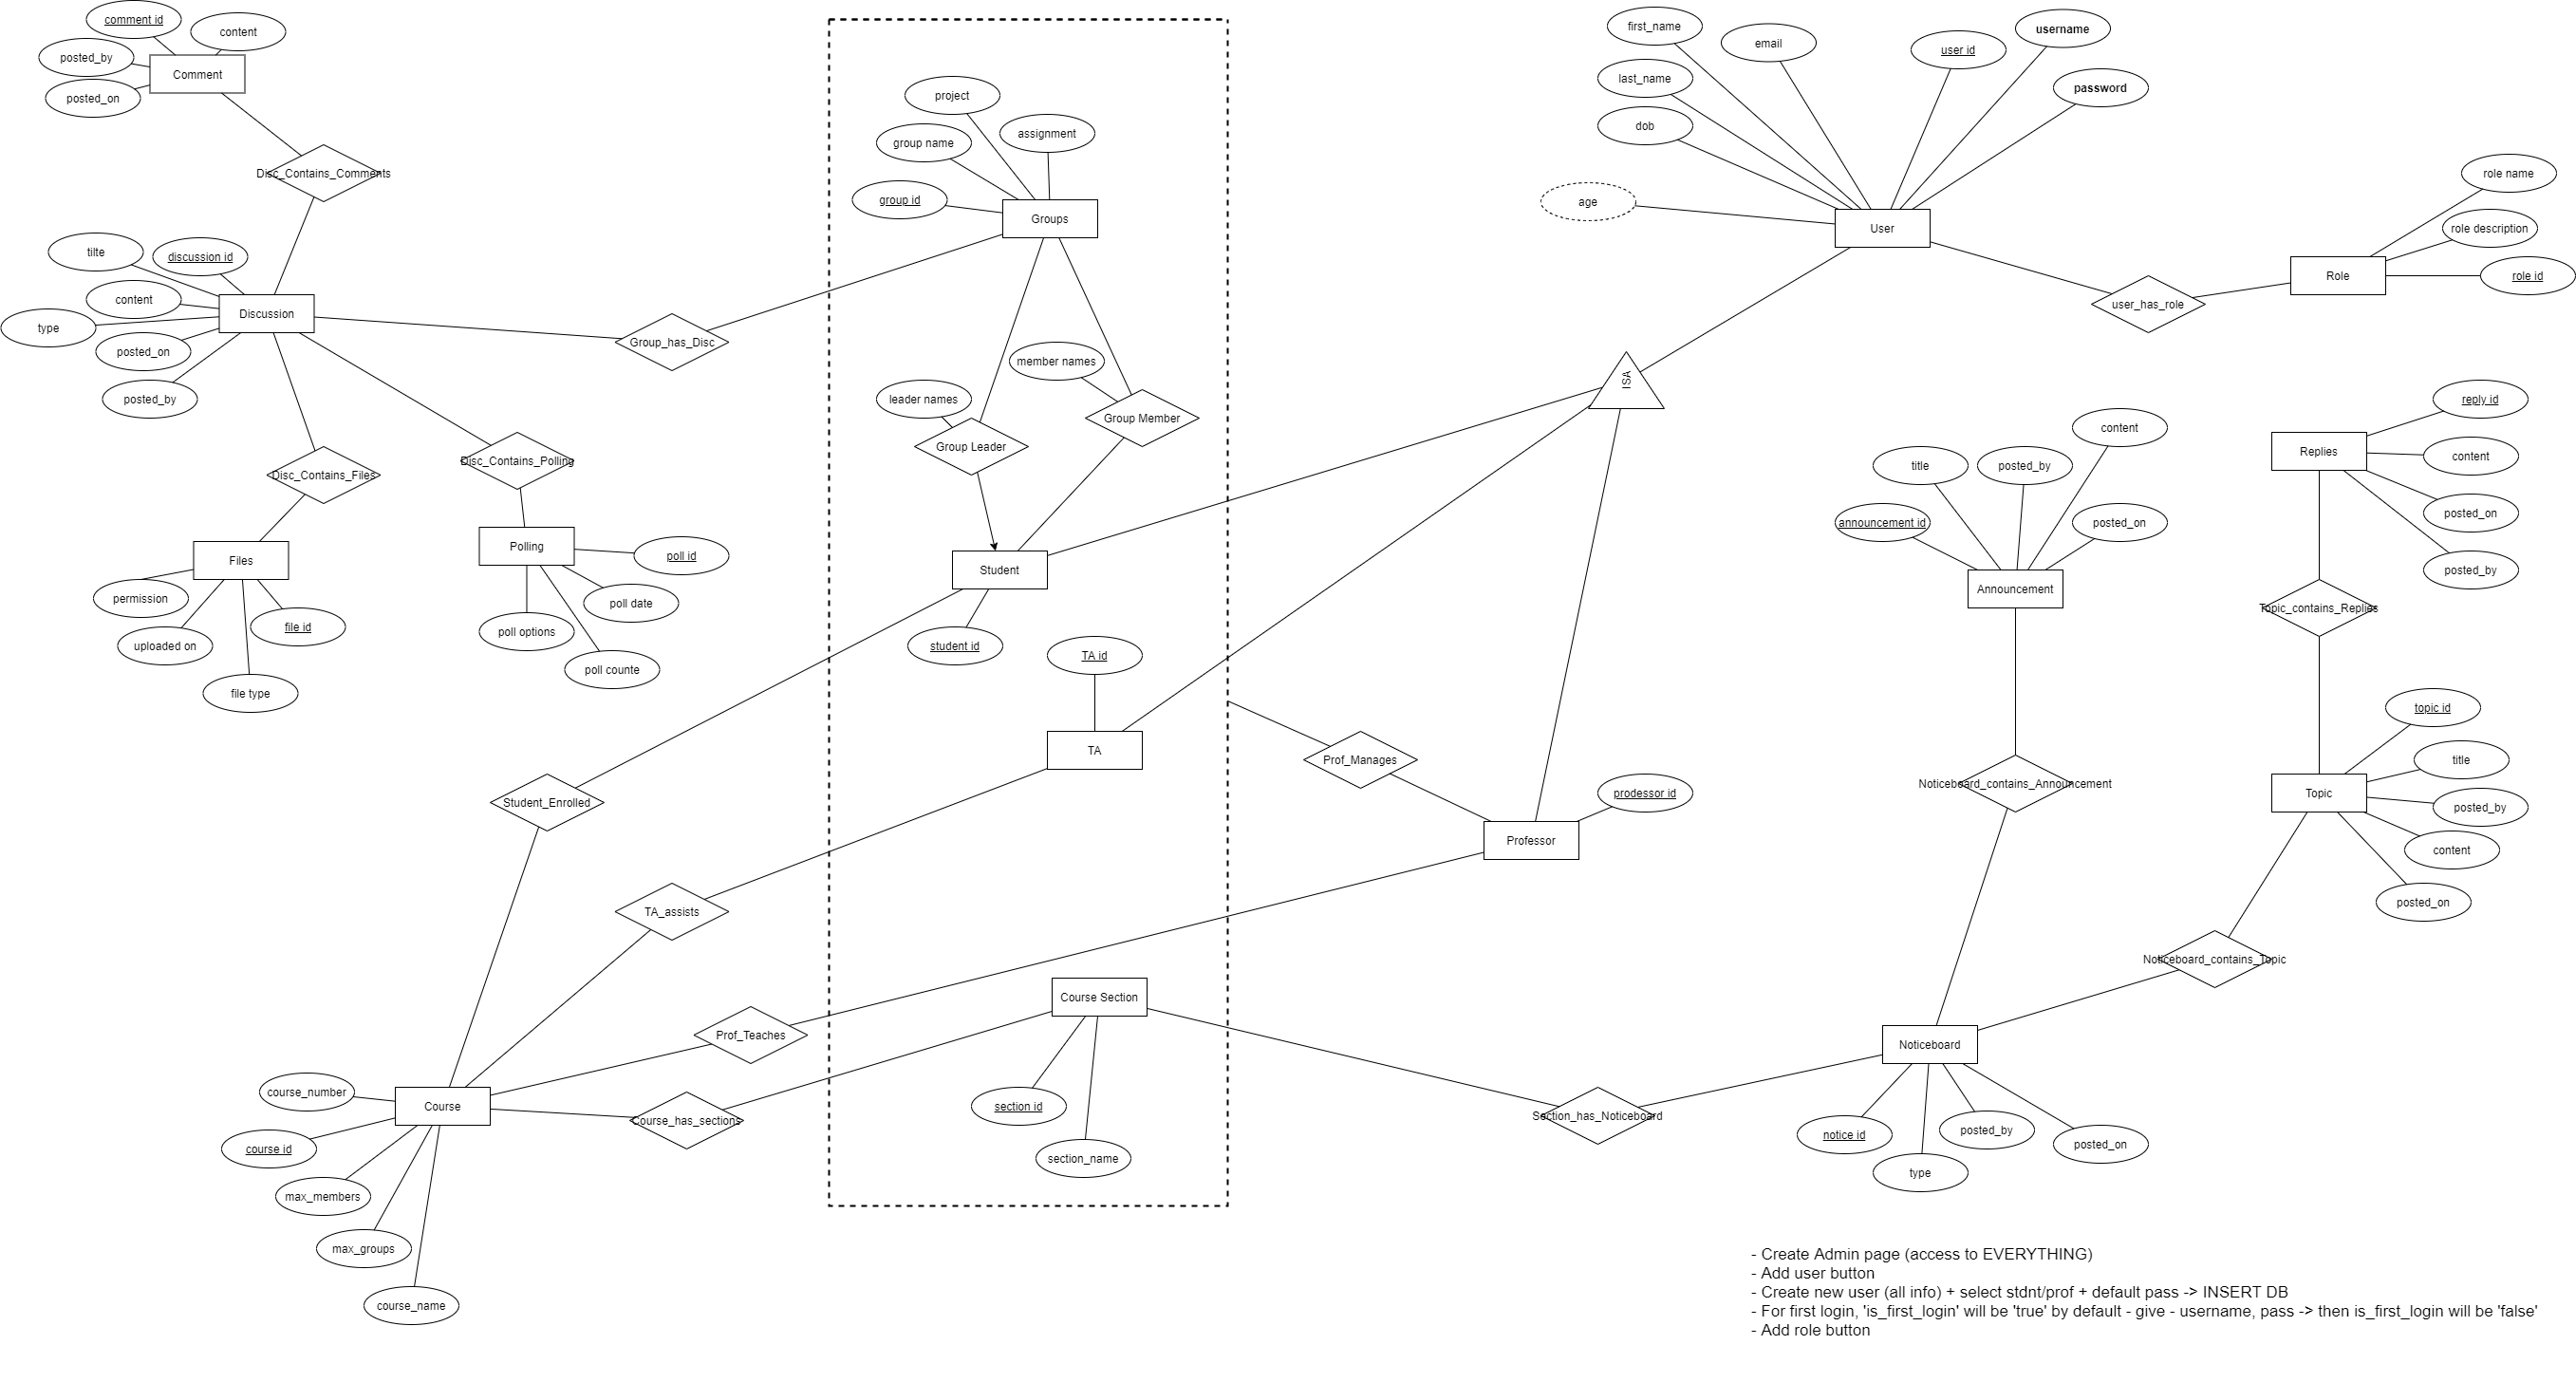 comment id
content
posted_by
Comment
posted_on
Disc_Contains_Comments
tilte
discussion id
content
Discussion
type
posted_on
posted_by
Group_has_Disc
Disc_Contains_Files
Disc_Contains_Polling
Files
permission
uploaded on
file id
file type
Polling
poll id
poll date
poll options
poll counte
project
assignment
group name
group id
Groups
member names
leader names
Group Member
Group Leader
Student
student id
TA id
TA
Student_Enrolled
TA_assists
Prof_Teaches
Course_has_sections
Course Section
section id
section_name
course_number
Course
course id
max_members
max_groups
course_name
first_name
email
user id
username
last_name
password
dob
age
User
user_has_role
role name
role description
Role
role id
ISA
Prof_Manages
prodessor id
Professor
content
title
posted_by
announcement id
posted_on
Announcement
Noticeboard_contains_Announcement
reply id
Replies
content
posted_on
posted_by
Topic_contains_Replies
topic id
title
Topic
posted_by
content
posted_on
Noticeboard_contains_Topic
Noticeboard
Section_has_Noticeboard
notice id
posted_by
posted_on
type
- Create Admin page (access to EVERYTHING)
- Add user button
- Create new user (all info) + select stdnt/prof + default pass -> INSERT DB
- For first login, 'is_first_login' will be 'true' by default - give - username, pass -> then is_first_login will be 'false'
- Add role button